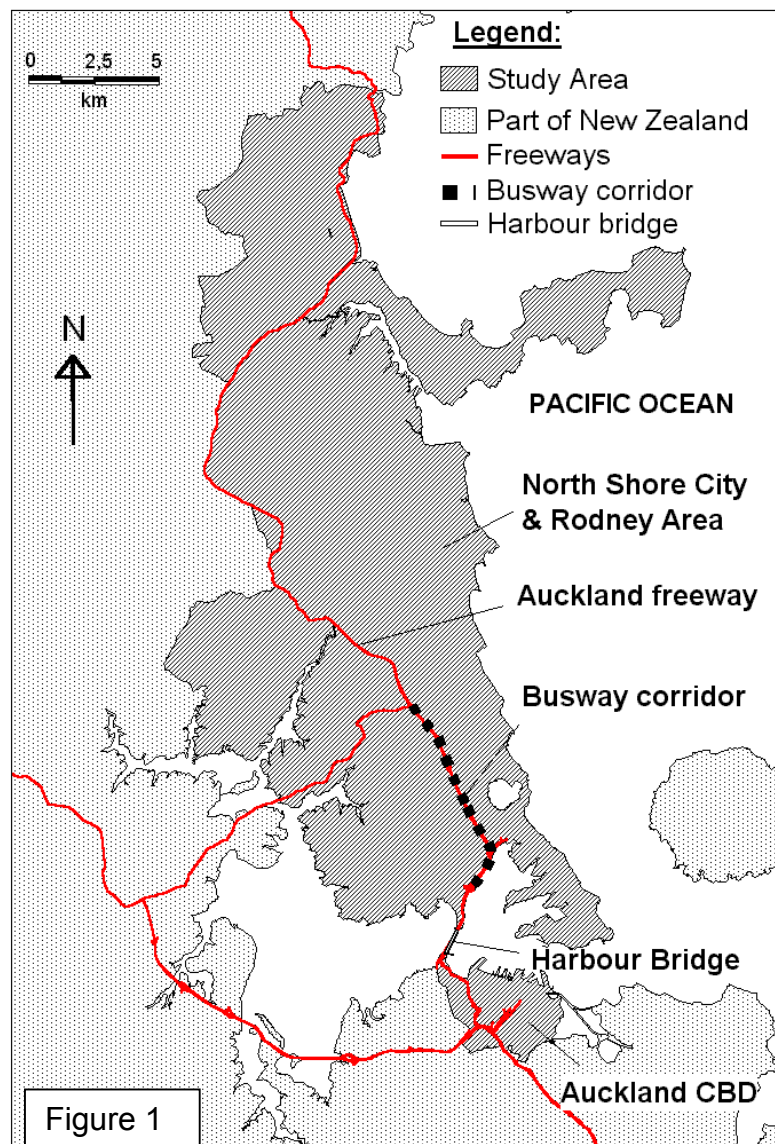 Legend:
0 2,5 5
km
Study Area
Part of New Zealand
Freeways
Busway corridor
Harbour bridge
N
PACIFIC OCEAN
North Shore City
& Rodney Area
Auckland freeway
Busway corridor
Harbour Bridge
Auckland CBD
Figure 1